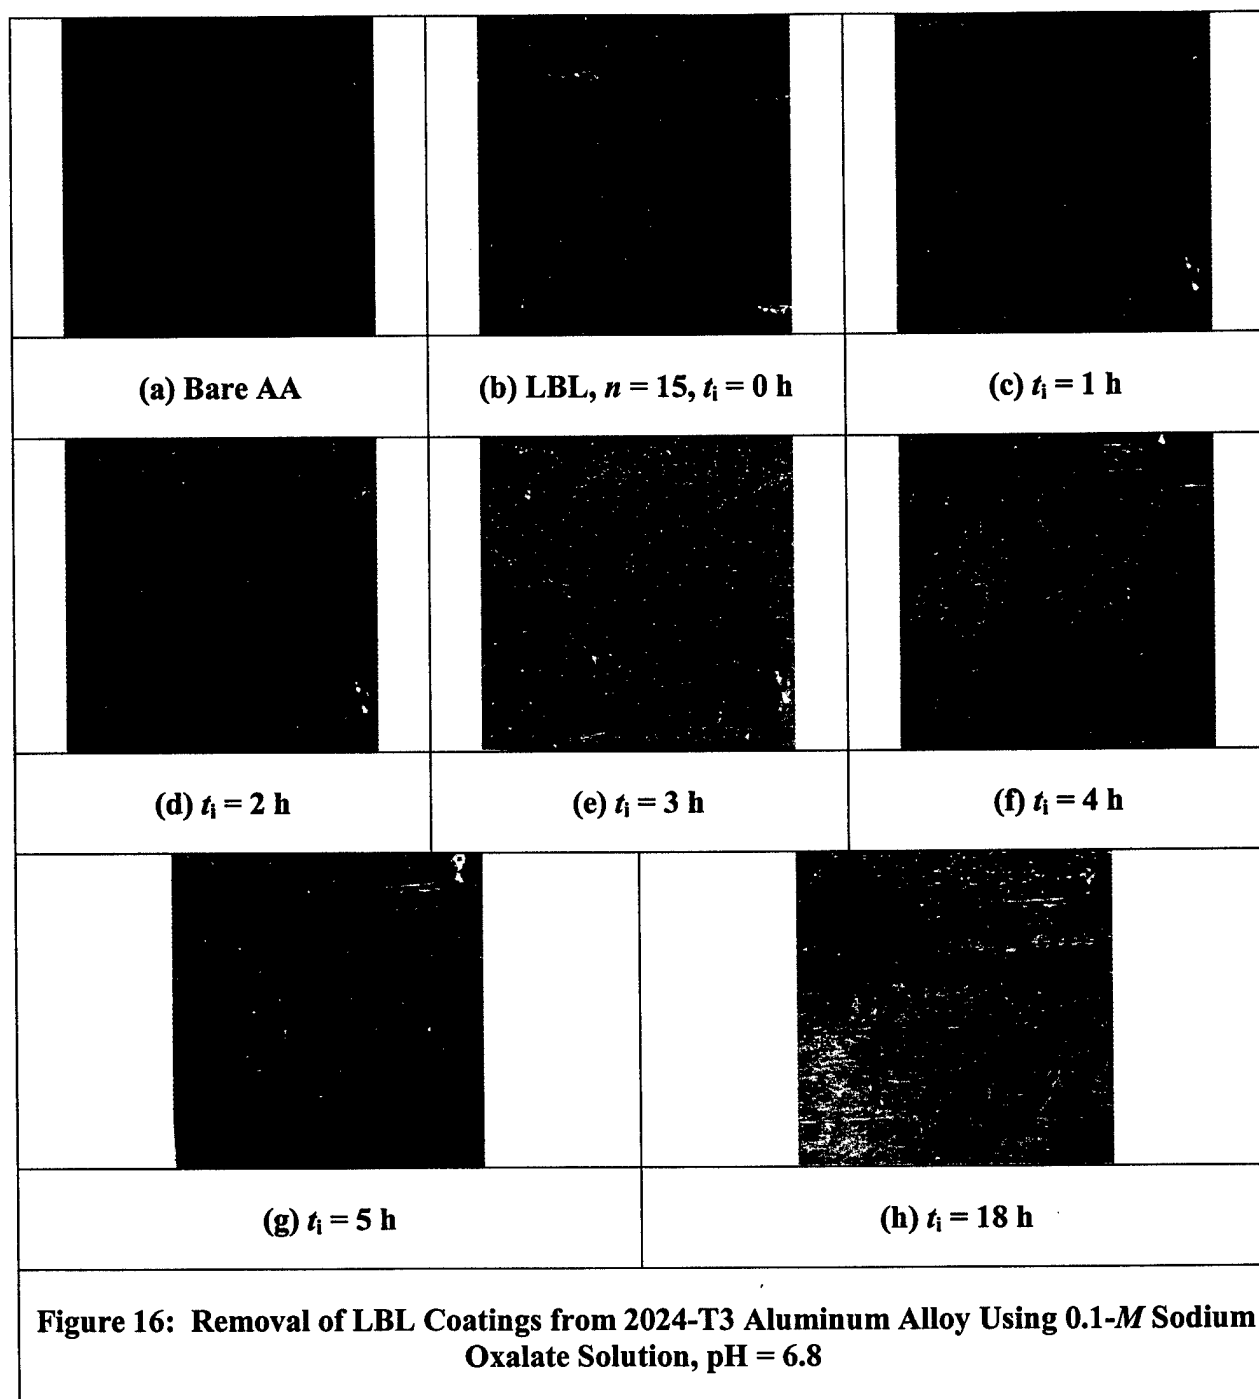 (a) Bare AA
(b) LBL, n = 15, tᵢ = 0 h
(c) tᵢ = 1 h
(d) tᵢ = 2 h
(e) tᵢ = 3 h
(f) tᵢ = 4 h
(g) tᵢ = 5 h
(h) tᵢ = 18 h
Figure 16: Removal of LBL Coatings from 2024-T3 Aluminum Alloy Using 0.1-M Sodium
Oxalate Solution, pH = 6.8